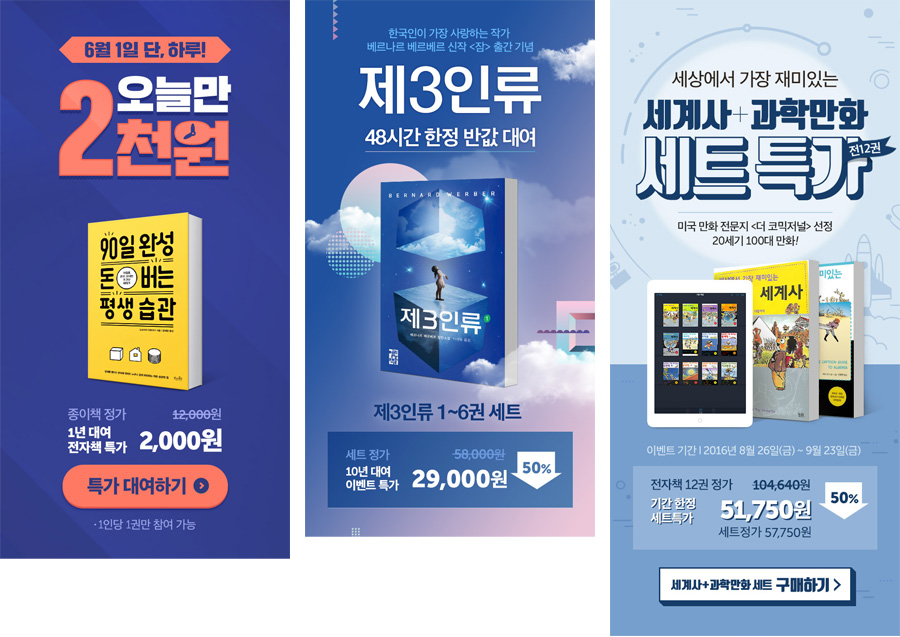 6월 1일 단, 하루!
오늘만
2천원
90일 완성
돈 버는
평생 습관
종이책 정가 12,000원
1년 대여
전자책 특가 2,000원
특가 대여하기
·1인당 1권만 참여 가능
한국인이 가장 사랑하는 작가
베르나르 베르베르 신작 <잠> 출간 기념
제3인류
48시간 한정 반값 대여
BERNARD WERBER
제3인류 1
제3인류 1~6권 세트
세트 정가 58,000원
10년 대여
이벤트 특가 29,000원
50%
세상에서 가장 재미있는
세계사+과학만화
세트 특가
전12권
미국 만화 전문지 <더 코믹저널> 선정
20세기 100대 만화!
세계사
이벤트 기간 | 2016년 8월 26일(금) ~ 9월 23일(금)
전자책 12권 정가 104,640원
기간 한정
세트특가 51,750원
세트정가 57,750원
50%
세계사+과학만화 세트 구매하기 >